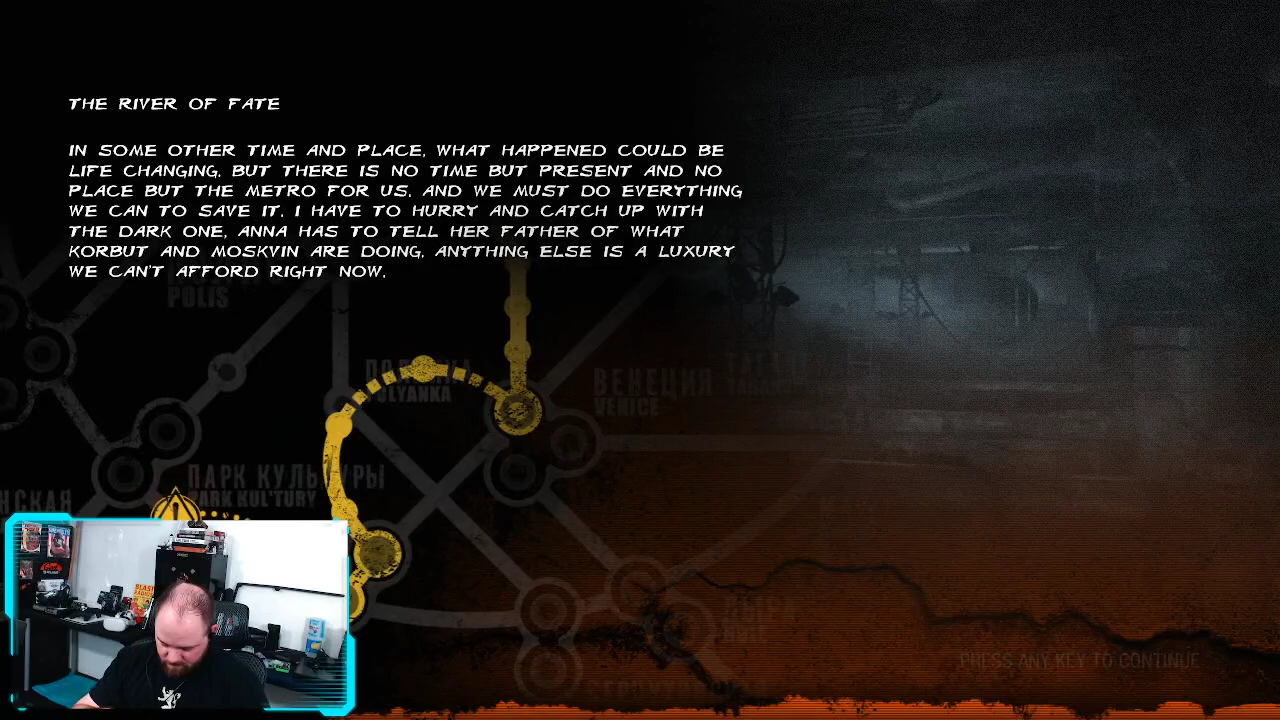 THE RIVER OF FATE
IN SOME OTHER TIME AND PLACE, WHAT HAPPENED COULD BE
LIFE CHANGING. BUT THERE IS NO TIME BUT PRESENT AND NO
PLACE BUT THE METRO FOR US. AND WE MUST DO EVERYTHING
WE CAN TO SAVE IT. I HAVE TO HURRY AND CATCH UP WITH
THE DARK ONE, ANNA HAS TO TELL HER FATHER OF WHAT
KORBUT AND MOSKVIN ARE DOING. ANYTHING ELSE IS A LUXURY
WE CAN'T AFFORD RIGHT NOW.
POLIS
ВЕНЕЦИЯ
VENICE
ПАРК КУЛЬТУРЫ
PARK KUL'TURY
PRESS ANY KEY TO CONTINUE